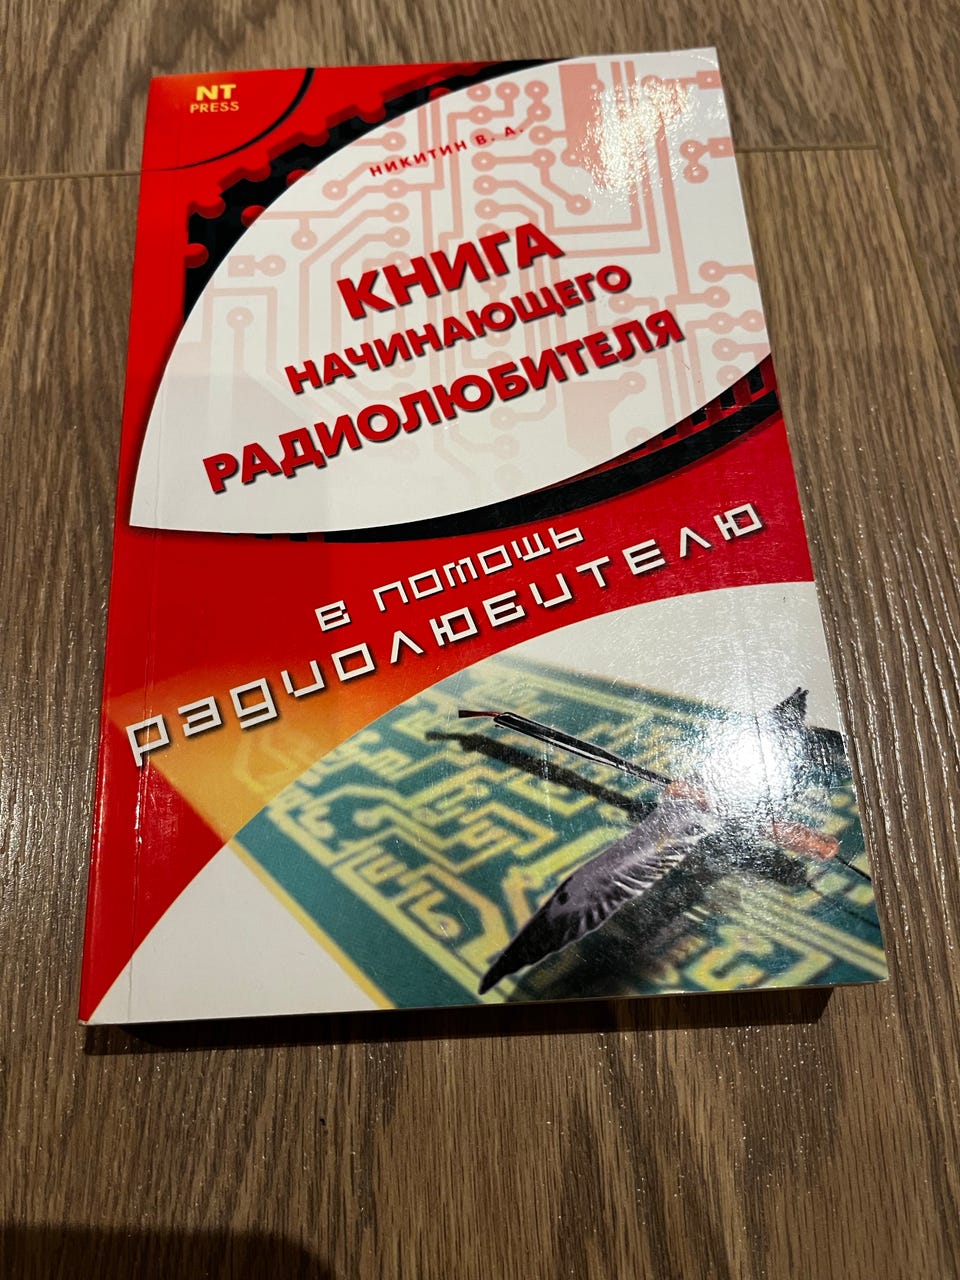 NT
PRESS
НИКИТИН В. А.
КНИГА
НАЧИНАЮЩЕГО
РАДИОЛЮБИТЕЛЯ
в помощь
радиолюбителю